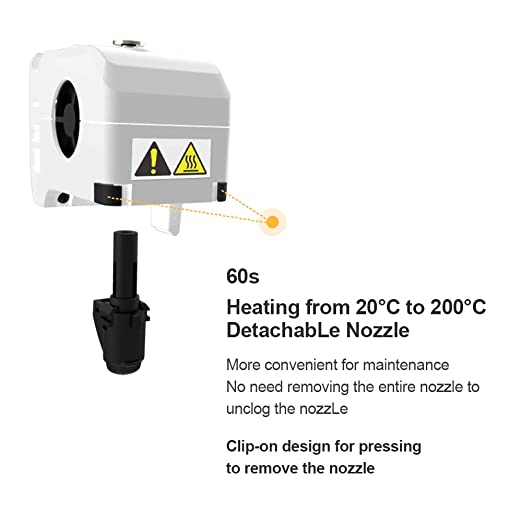 60s
Heating from 20°C to 200°C
DetachabLe Nozzle
More convenient for maintenance
No need removing the entire nozzle to
unclog the nozzLe
Clip-on design for pressing
to remove the nozzle